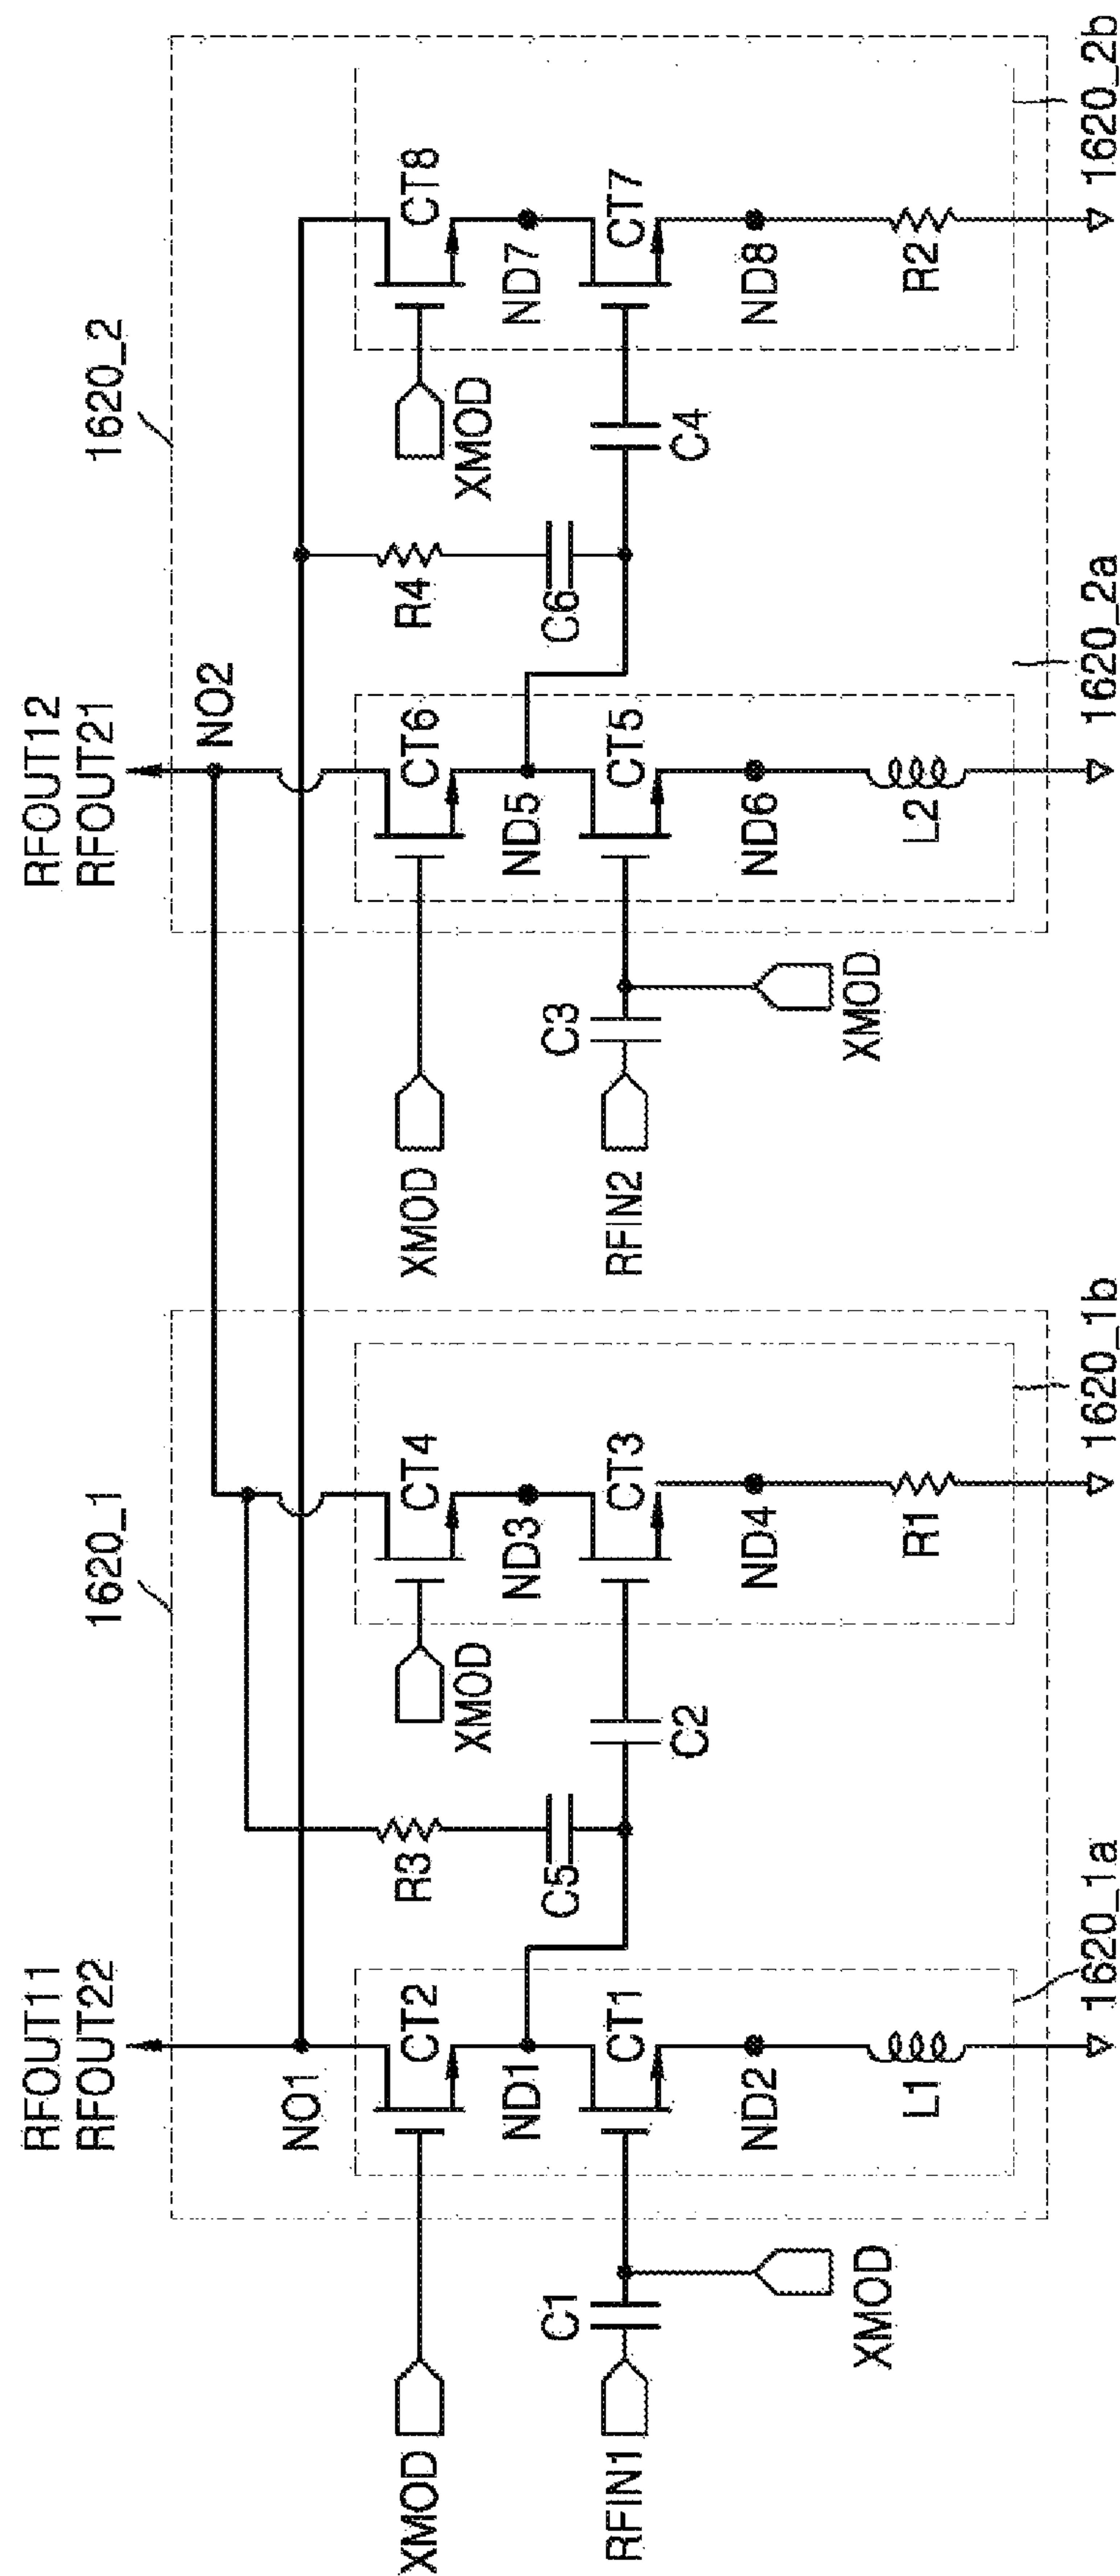 1620_1
1620_2
RFOUT11
RFOUT22
RFOUT12
RFOUT21
NO1
NO2
XMOD
CT2
R3
XMOD
CT4
XMOD
CT6
R4
XMOD
CT8
ND1
C5
ND3
ND5
C6
ND7
RFIN1
C1
CT1
C2
CT3
RFIN2
C3
CT5
C4
CT7
XMOD
ND2
ND4
XMOD
ND6
ND8
L1
R1
L2
R2
1620_1a
1620_1b
1620_2a
1620_2b